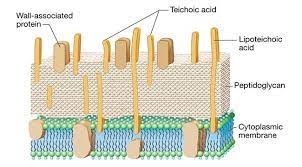 Wall-associated
protein
Teichoic acid
Lipoteichoic
acid
Peptidoglycan
Cytoplasmic
membrane